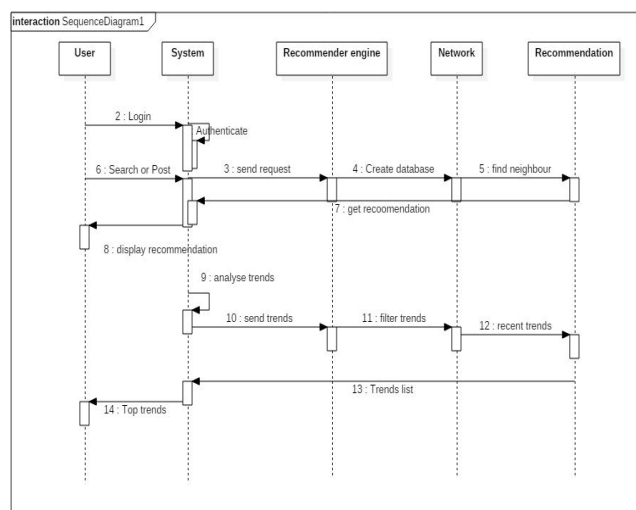 interaction SequenceDiagram1
User
System
Recommender engine
Network
Recommendation
2 : Login
Authenticate
6 : Search or Post
3 : send request
4 : Create database
5 : find neighbour
7 : get recoomendation
8 : display recommendation
9 : analyse trends
10 : send trends
11 : filter trends
12 : recent trends
13 : Trends list
14 : Top trends